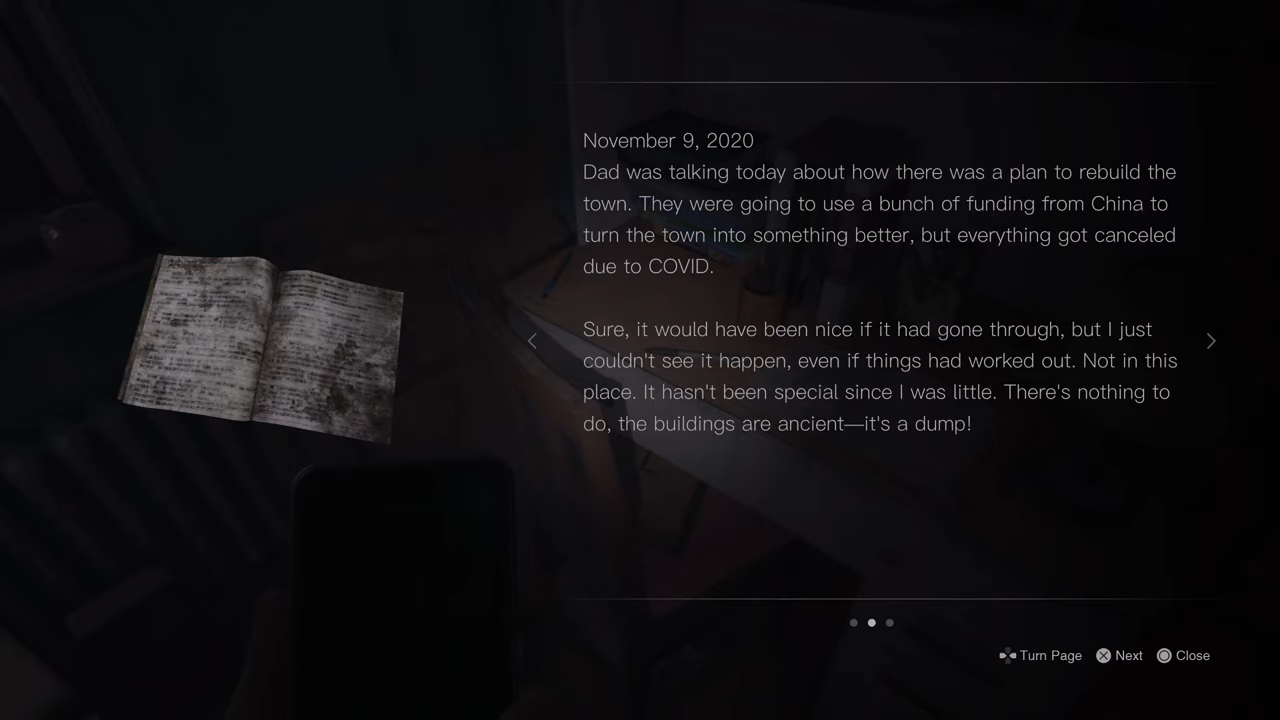 November 9, 2020
Dad was talking today about how there was a plan to rebuild the
town. They were going to use a bunch of funding from China to
turn the town into something better, but everything got canceled
due to COVID.
Sure, it would have been nice if it had gone through, but I just
couldn't see it happen, even if things had worked out. Not in this
place. It hasn't been special since I was little. There's nothing to
do, the buildings are ancient—it's a dump!
Turn Page Next Close